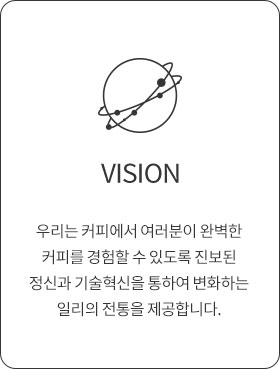 VISION
우리는 커피에서 여러분이 완벽한
커피를 경험할 수 있도록 진보된
정신과 기술혁신을 통하여 변화하는
일리의 전통을 제공합니다.